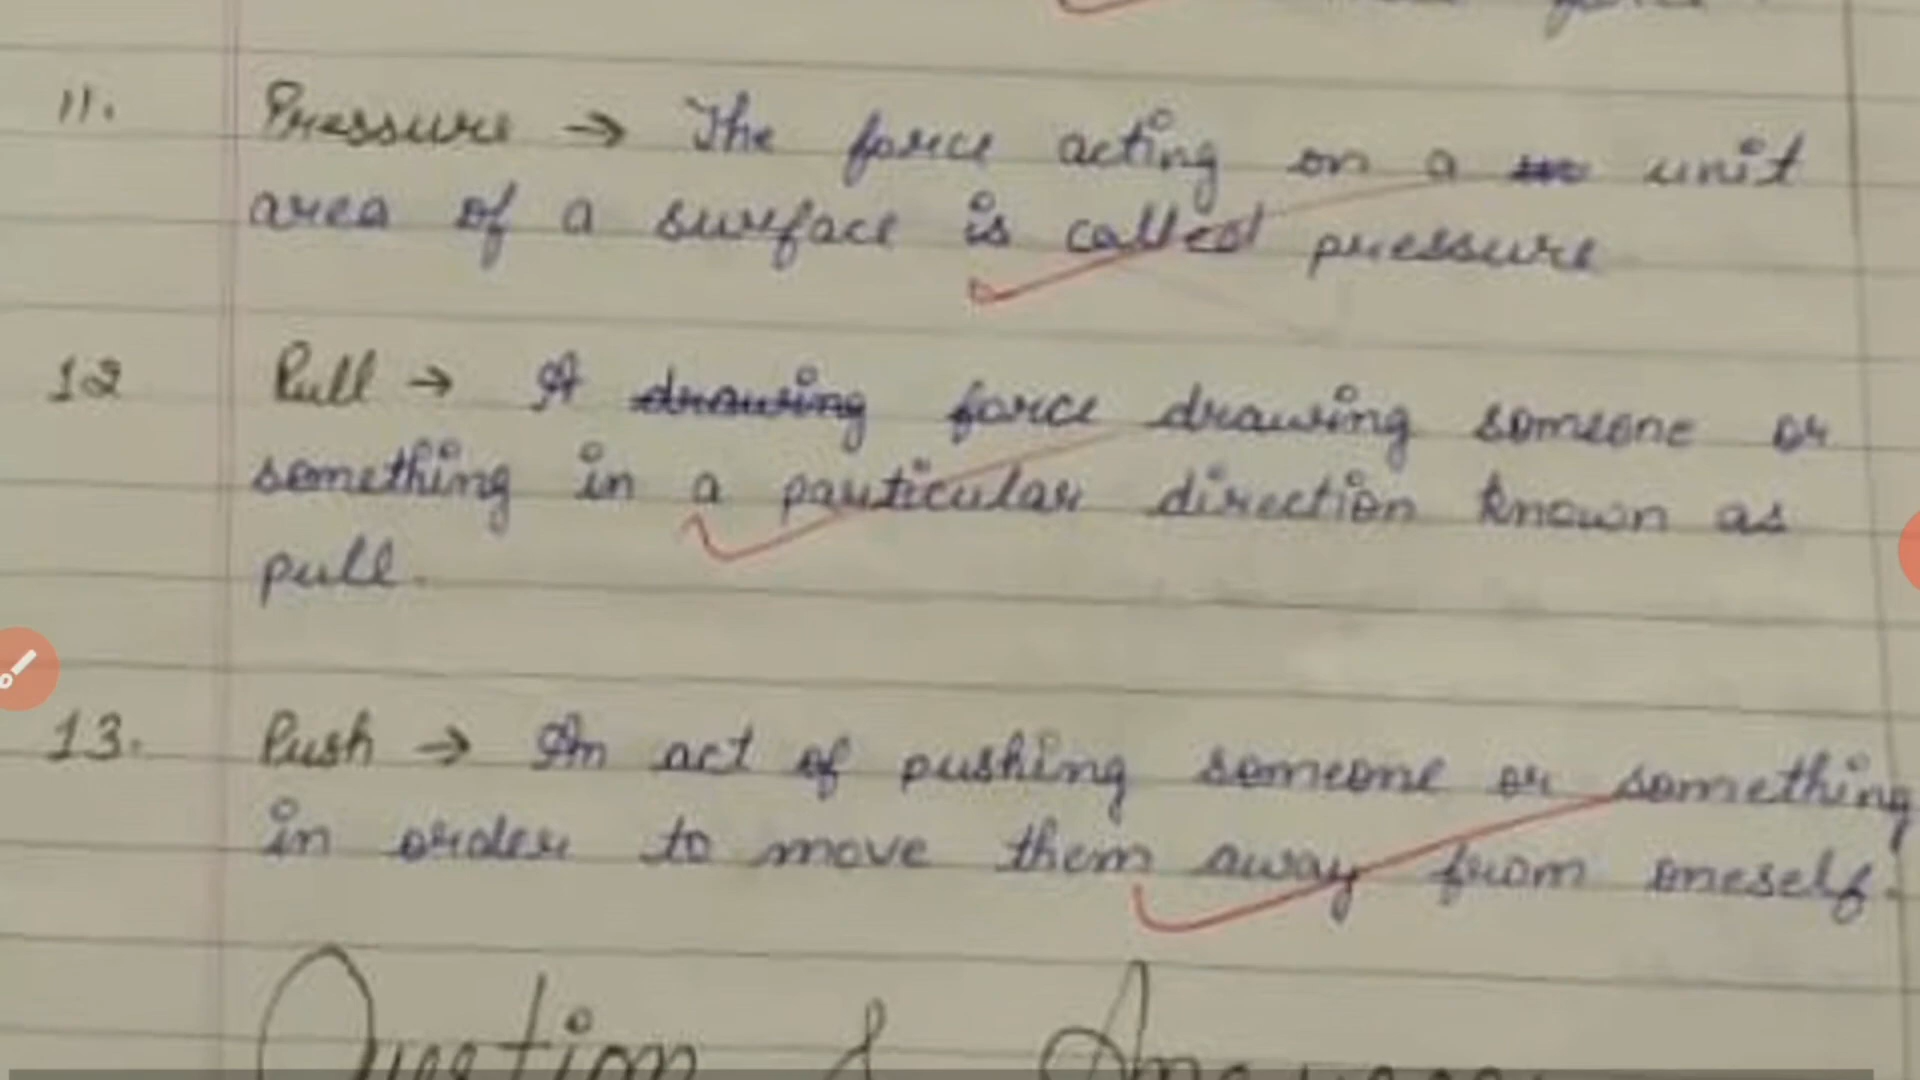 11. Pressure → The force acting on a unit
area of a surface is called pressure
12 Pull → A drawing force drawing someone or
something in a particular direction known as
pull.
13. Push → An act of pushing someone or something
in order to move them away from oneself.
Question & Answers